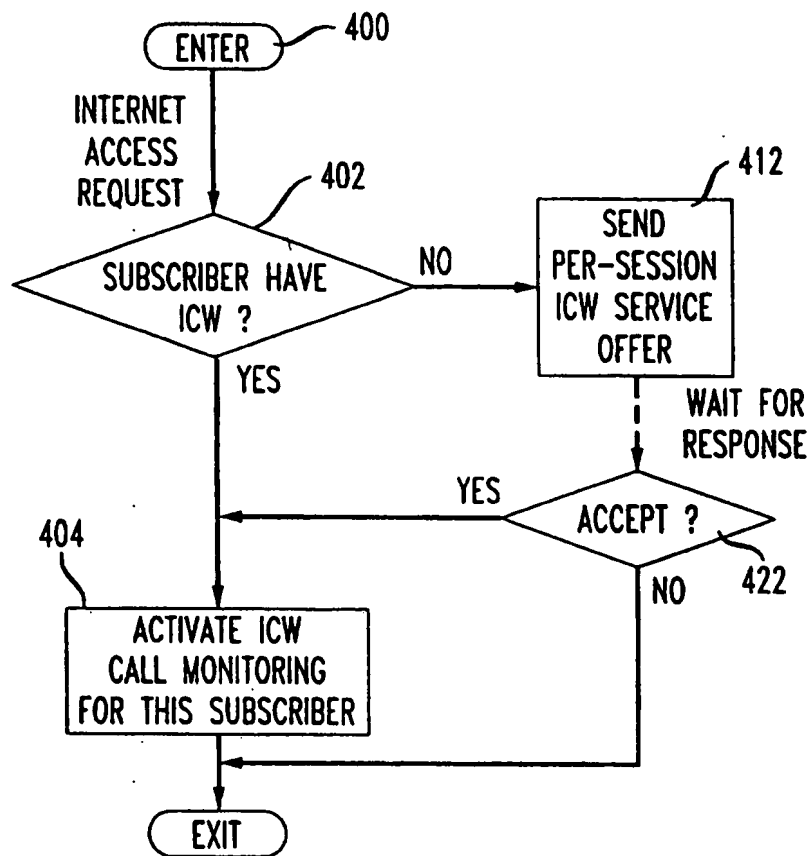 ENTER
400
INTERNET
ACCESS
REQUEST
402
SUBSCRIBER HAVE
ICW ?
NO
412
SEND
PER-SESSION
ICW SERVICE
OFFER
YES
WAIT FOR
RESPONSE
YES
ACCEPT ?
422
NO
404
ACTIVATE ICW
CALL MONITORING
FOR THIS SUBSCRIBER
EXIT